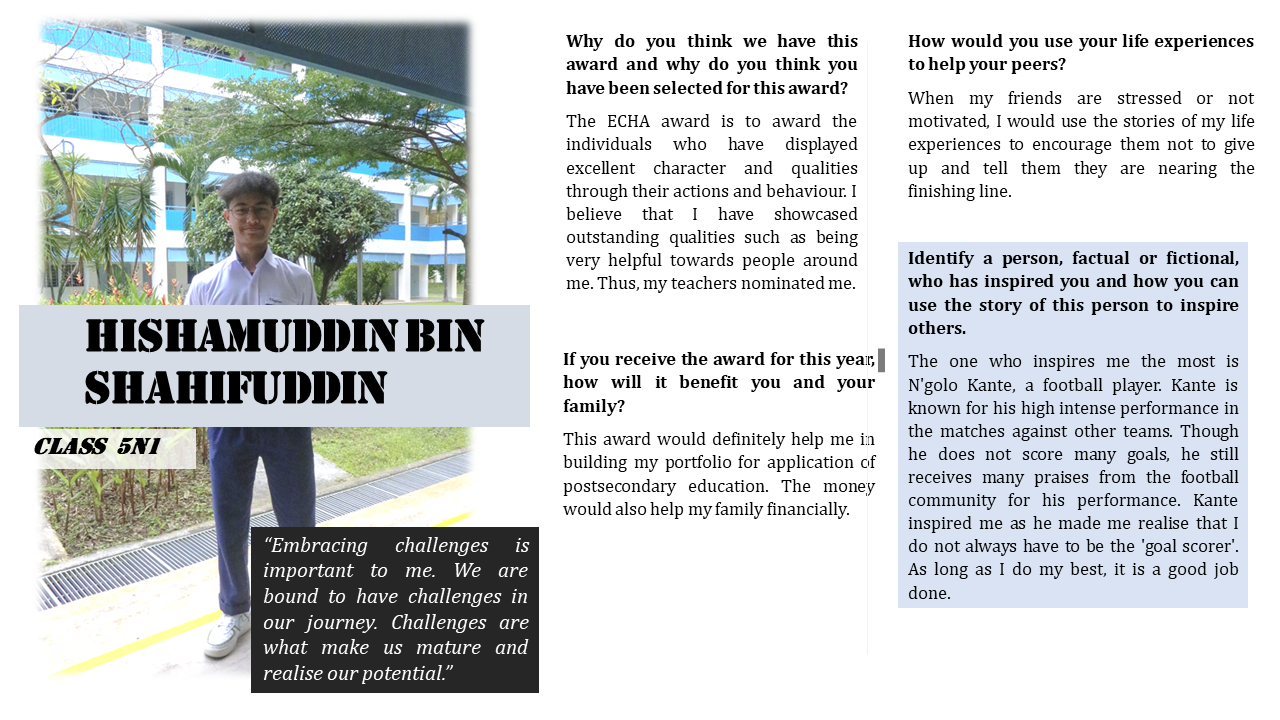 HISHAMUDDIN BIN
SHAHIFUDDIN
CLASS 5N1
“Embracing challenges is
important to me. We are
bound to have challenges in
our journey. Challenges are
what make us mature and
realise our potential.”
Why do you think we have this
award and why do you think you
have been selected for this award?
The ECHA award is to award the
individuals who have displayed
excellent character and qualities
through their actions and behaviour. I
believe that I have showcased
outstanding qualities such as being
very helpful towards people around
me. Thus, my teachers nominated me.
If you receive the award for this year,
how will it benefit you and your
family?
This award would definitely help me in
building my portfolio for application of
postsecondary education. The money
would also help my family financially.
How would you use your life experiences
to help your peers?
When my friends are stressed or not
motivated, I would use the stories of my life
experiences to encourage them not to give
up and tell them they are nearing the
finishing line.
Identify a person, factual or fictional,
who has inspired you and how you can
use the story of this person to inspire
others.
The one who inspires me the most is
N'golo Kante, a football player. Kante is
known for his high intense performance in
the matches against other teams. Though
he does not score many goals, he still
receives many praises from the football
community for his performance. Kante
inspired me as he made me realise that I
do not always have to be the 'goal scorer'.
As long as I do my best, it is a good job
done.